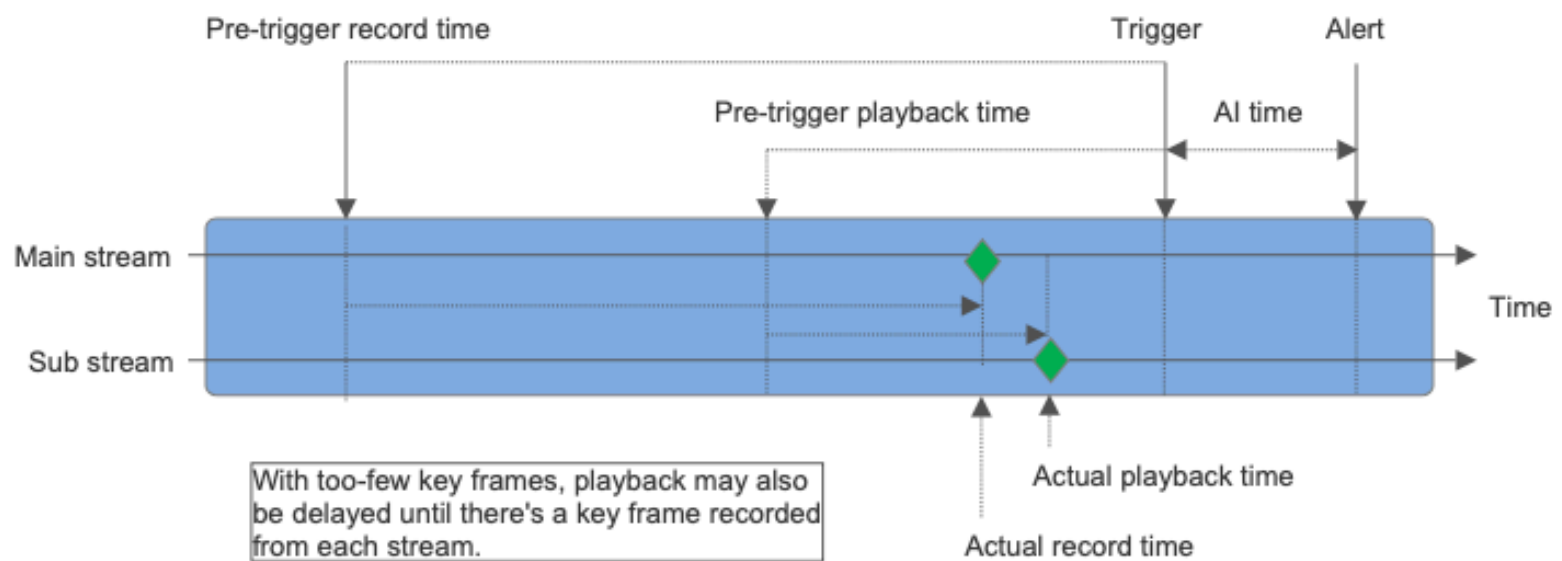 Pre-trigger record time
Trigger
Alert
Pre-trigger playback time
AI time
Main stream
Time
Sub stream
With too-few key frames, playback may also
be delayed until there's a key frame recorded
from each stream.
Actual playback time
Actual record time